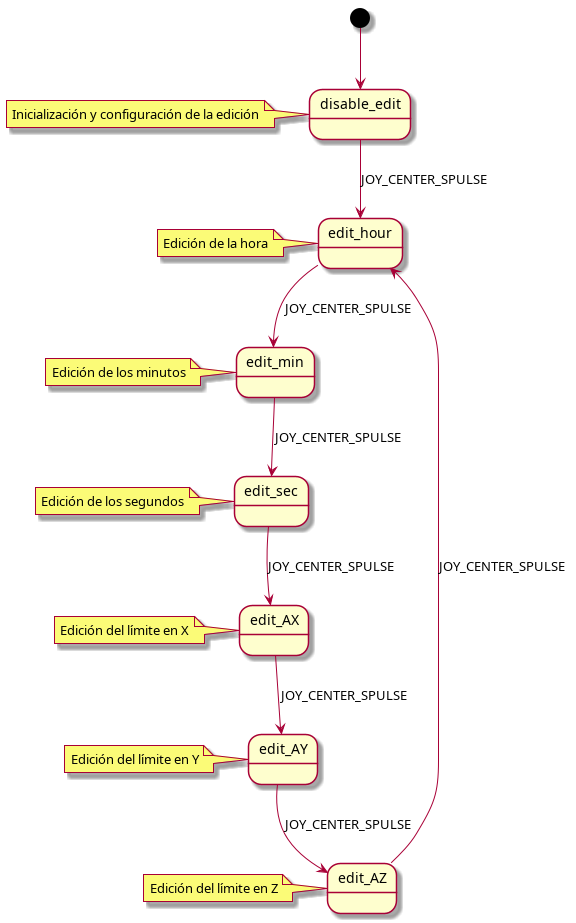 disable_edit
Inicialización y configuración de la edición
JOY_CENTER_SPULSE
edit_hour
Edición de la hora
JOY_CENTER_SPULSE
edit_min
Edición de los minutos
JOY_CENTER_SPULSE
edit_sec
Edición de los segundos
JOY_CENTER_SPULSE
JOY_CENTER_SPULSE
edit_AX
Edición del límite en X
JOY_CENTER_SPULSE
edit_AY
Edición del límite en Y
JOY_CENTER_SPULSE
edit_AZ
Edición del límite en Z